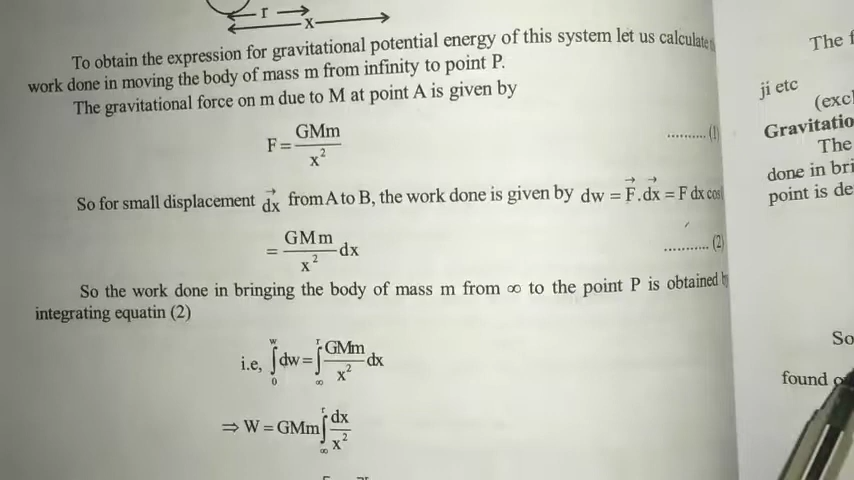 r
x
To obtain the expression for gravitational potential energy of this system let us calculate
work done in moving the body of mass m from infinity to point P.
The gravitational force on m due to M at point A is given by
F = GMm / x² .......... (1)
So for small displacement dx⃗ from A to B, the work done is given by dw = F⃗.dx⃗ = F dx cos
= GMm / x² dx ........... (2)
So the work done in bringing the body of mass m from ∞ to the point P is obtained
integrating equatin (2)
i.e, ∫₀ʷ dw = ∫∞ʳ GMm / x² dx
⇒ W = GMm ∫∞ʳ dx / x²
The
ji etc
(exc
Gravitatio
The
done in bri
point is de
So
found